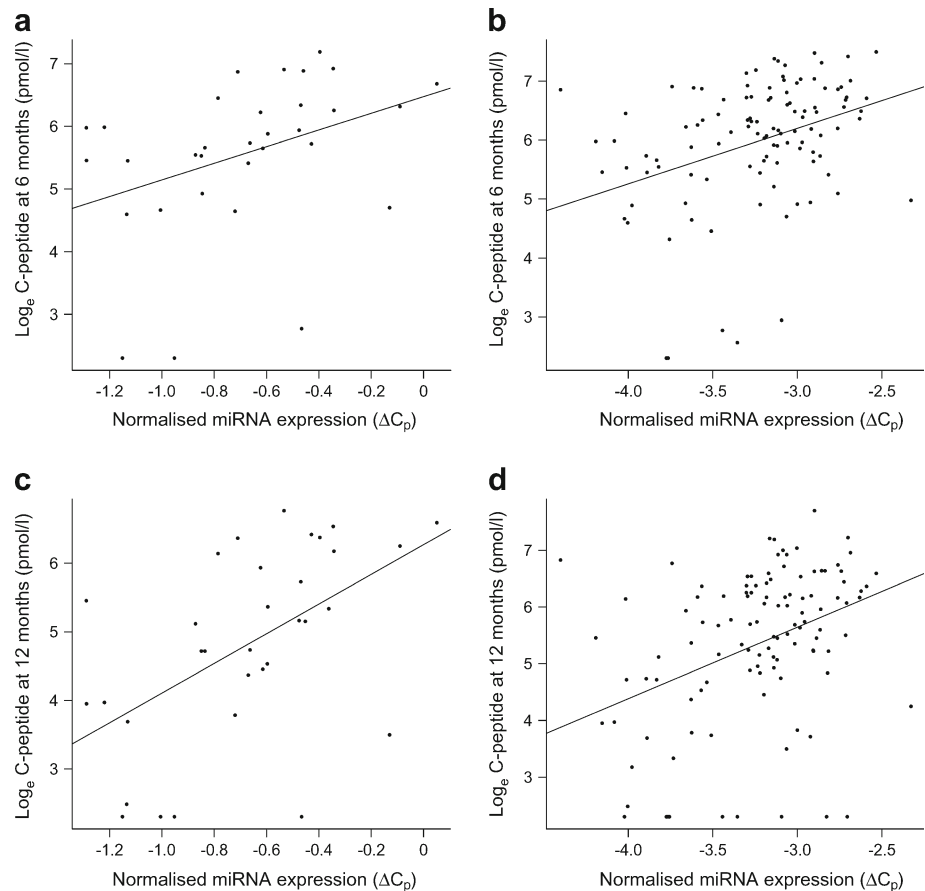 a
Logₑ C-peptide at 6 months (pmol/l)
7
6
5
4
3
-1.2 -1.0 -0.8 -0.6 -0.4 -0.2 0
Normalised miRNA expression (ΔCₚ)
b
Logₑ C-peptide at 6 months (pmol/l)
7
6
5
4
3
-4.0 -3.5 -3.0 -2.5
Normalised miRNA expression (ΔCₚ)
c
Logₑ C-peptide at 12 months (pmol/l)
6
5
4
3
-1.2 -1.0 -0.8 -0.6 -0.4 -0.2 0
Normalised miRNA expression (ΔCₚ)
d
Logₑ C-peptide at 12 months (pmol/l)
7
6
5
4
3
-4.0 -3.5 -3.0 -2.5
Normalised miRNA expression (ΔCₚ)